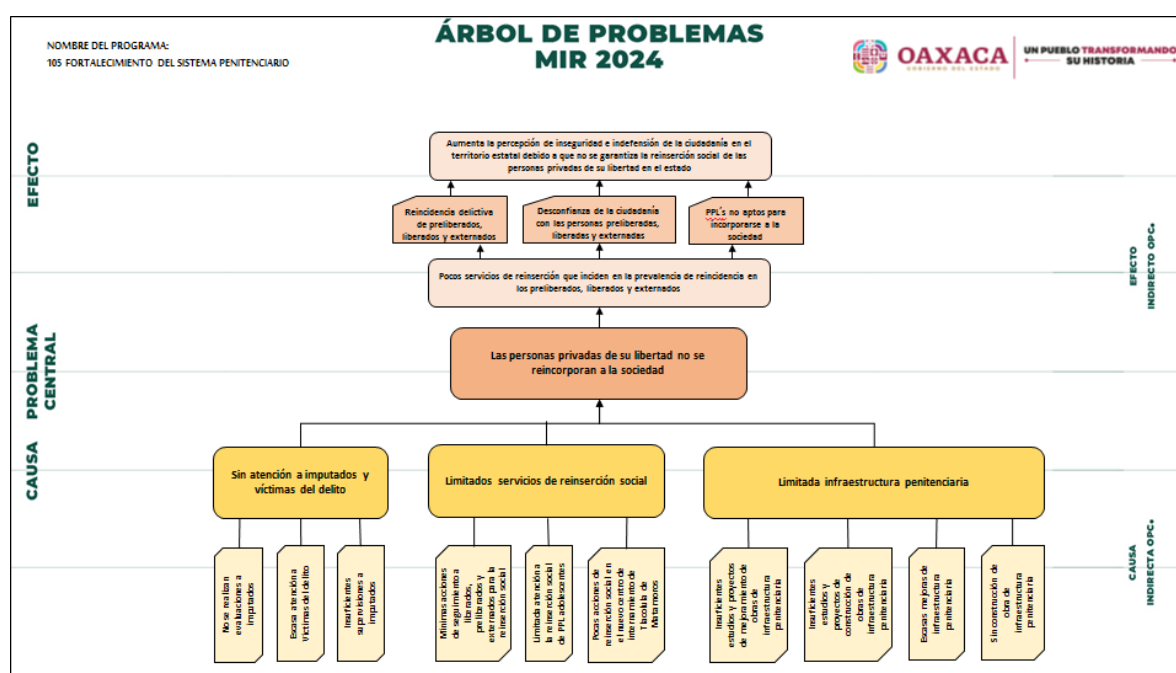 ÁRBOL DE PROBLEMAS
MIR 2024
NOMBRE DEL PROGRAMA:
105 FORTALECIMIENTO DEL SISTEMA PENITENCIARIO
OAXACA
GOBIERNO DEL ESTADO
UN PUEBLO TRANSFORMANDO
SU HISTORIA
EFECTO
Aumenta la percepción de inseguridad e indefensión de la ciudadanía en el
territorio estatal debido a que no se garantiza la reinserción social de las
personas privadas de su libertad en el estado
Reincidencia delictiva
de preliberados,
liberados y externados
Desconfianza de la ciudadanía
con las personas preliberadas,
liberadas y externadas
PPL's no aptos para
incorporarse a la
sociedad
EFECTO
INDIRECTO OPC.
Pocos servicios de reinserción que inciden en la prevalencia de reincidencia en
los preliberados, liberados y externados
PROBLEMA
CENTRAL
Las personas privadas de su libertad no se
reincorporan a la sociedad
CAUSA
Sin atención a imputados y
víctimas del delito
Limitados servicios de reinserción social
Limitada infraestructura penitenciaria
CAUSA
INDIRECTA OPC.
No se realizan
evaluaciones a
imputados
Escasa atención a
víctimas del delito
Insuficientes
supervisiones a
imputados
Minimas acciones
de seguimiento a
liberados,
preliberados y
externados para la
reinserción social
Limitada atención a
la reinserción social
de PPL adolescentes
Pocas acciones de
reinserción social en
el nuevo centro de
internamiento de
Tlacolula de
Matamoros
Insuficientes
estudios y proyectos
de mejoramiento de
obras de
infraestructura
penitenciaria
Insuficientes
estudios y
proyectos de
construcción de
obras de
infraestructura
penitenciaria
Escasas mejoras de
infraestructura
penitenciaria
Sin construcción de
obra de
infraestructura
penitenciaria